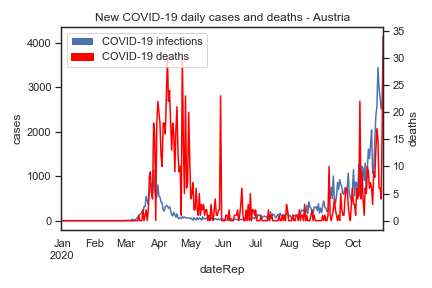 New COVID-19 daily cases and deaths - Austria
COVID-19 infections
COVID-19 deaths
4000
3000
2000
1000
0
cases
35
30
25
20
15
10
5
0
deaths
Jan Feb Mar Apr May Jun Jul Aug Sep Oct
2020
dateRep